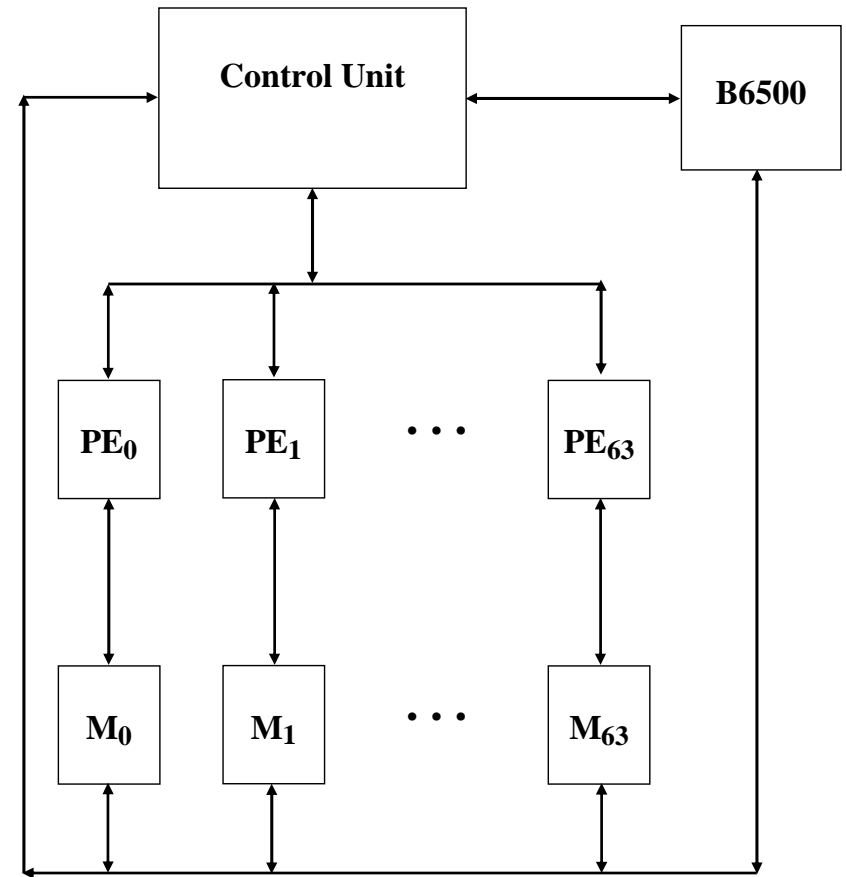 Control Unit
B6500
PE0
PE1
...
PE63
M0
M1
...
M63